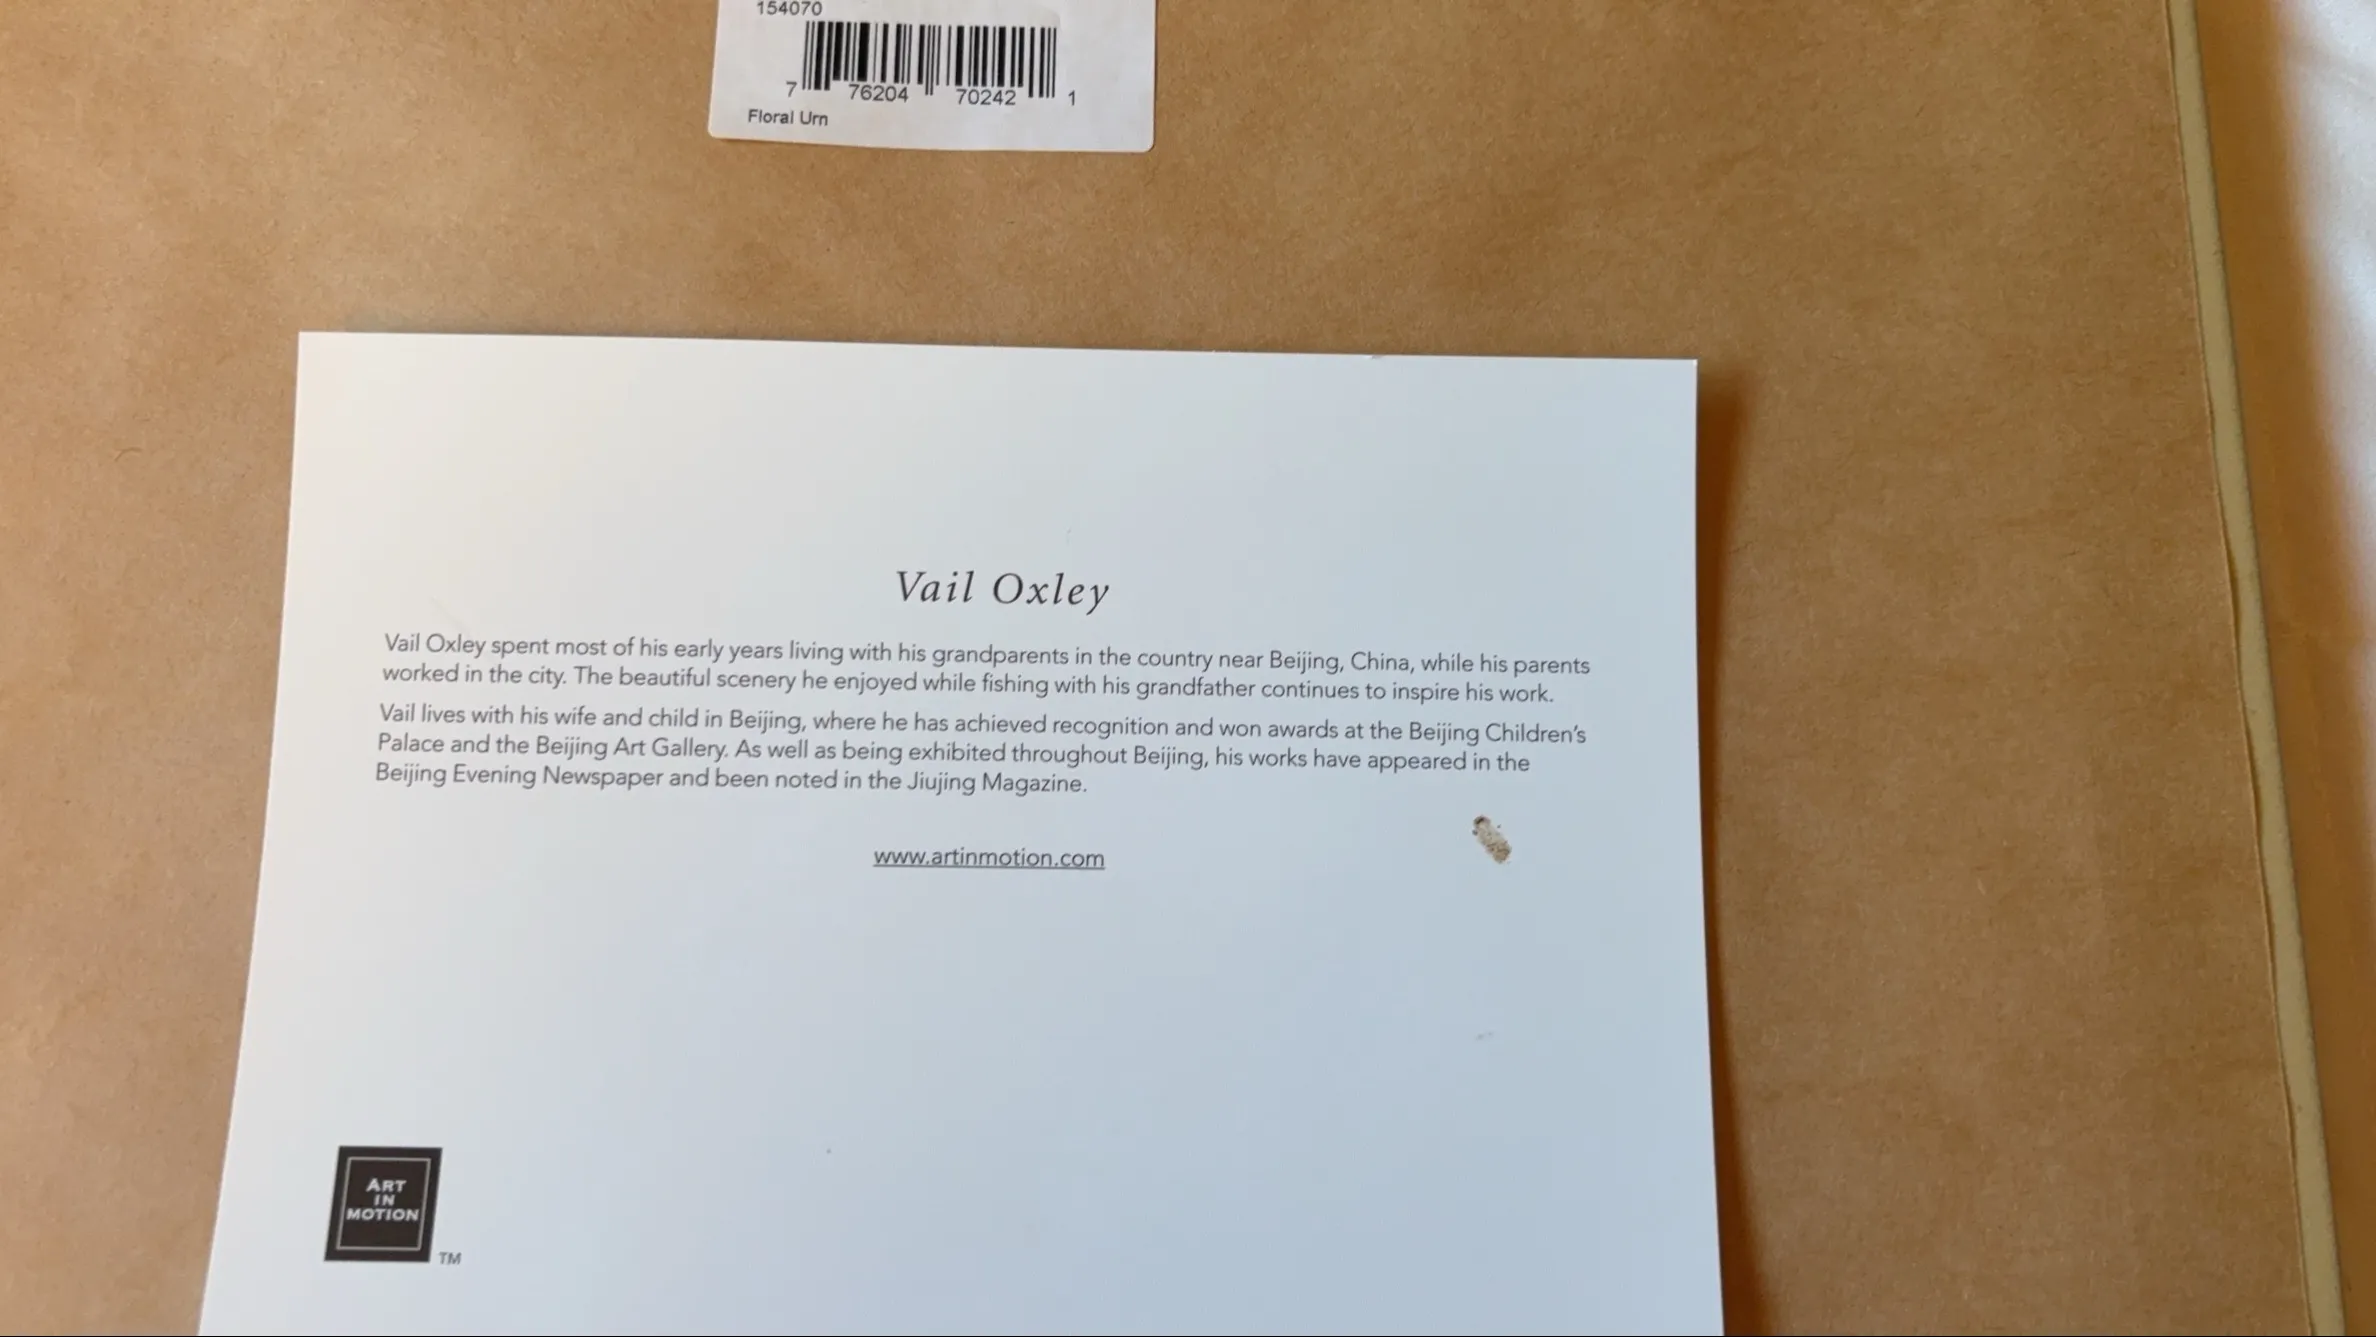 154070
7 76204 70242 1
Floral Urn
Vail Oxley
Vail Oxley spent most of his early years living with his grandparents in the country near Beijing, China, while his parents
worked in the city. The beautiful scenery he enjoyed while fishing with his grandfather continues to inspire his work.
Vail lives with his wife and child in Beijing, where he has achieved recognition and won awards at the Beijing Children's
Palace and the Beijing Art Gallery. As well as being exhibited throughout Beijing, his works have appeared in the
Beijing Evening Newspaper and been noted in the Jiujing Magazine.
www.artinmotion.com
ART
IN
MOTION
TM